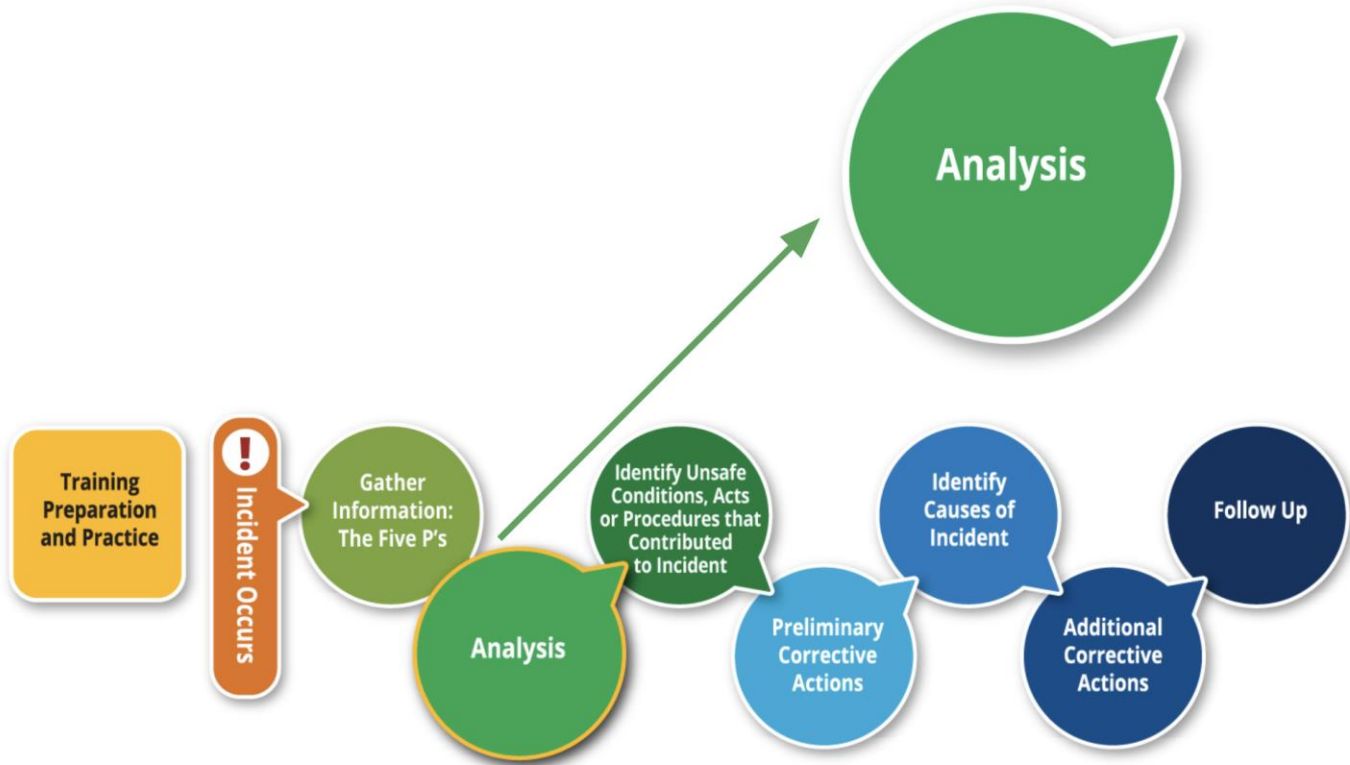 Analysis
Training
Preparation
and Practice
!
Incident Occurs
Gather
Information:
The Five P's
Analysis
Identify Unsafe
Conditions, Acts
or Procedures that
Contributed
to Incident
Preliminary
Corrective
Actions
Identify
Causes of
Incident
Additional
Corrective
Actions
Follow Up